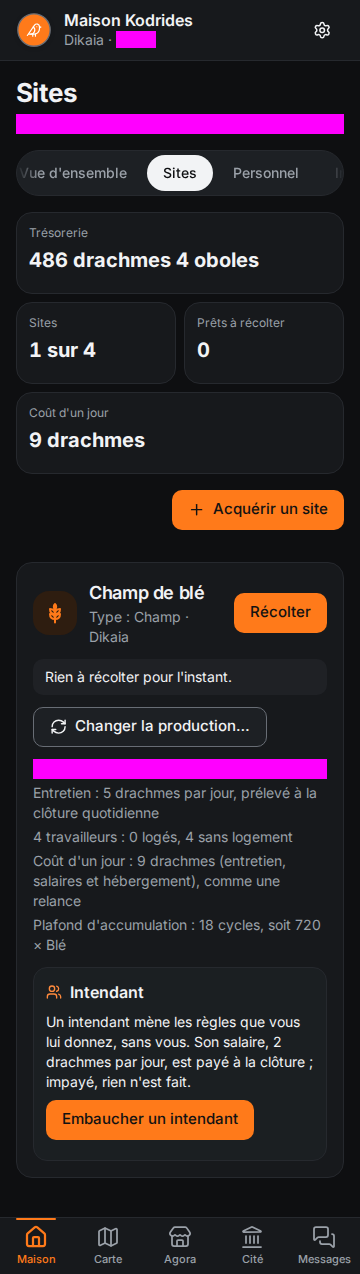 Maison Kodrides
Dikaia ·
Sites
Vue d'ensemble
Sites
Personnel
Trésorerie
486 drachmes 4 oboles
Sites
1 sur 4
Prêts à récolter
0
Coût d'un jour
9 drachmes
Acquérir un site
Champ de blé
Type : Champ ·
Dikaia
Récolter
Rien à récolter pour l'instant.
Changer la production...
Entretien : 5 drachmes par jour, prélevé à la
clôture quotidienne
4 travailleurs : 0 logés, 4 sans logement
Coût d'un jour : 9 drachmes (entretien,
salaires et hébergement), comme une
relance
Plafond d'accumulation : 18 cycles, soit 720
× Blé
Intendant
Un intendant mène les règles que vous
lui donnez, sans vous. Son salaire, 2
drachmes par jour, est payé à la clôture ;
impayé, rien n'est fait.
Embaucher un intendant
Maison
Carte
Agora
Cité
Messages